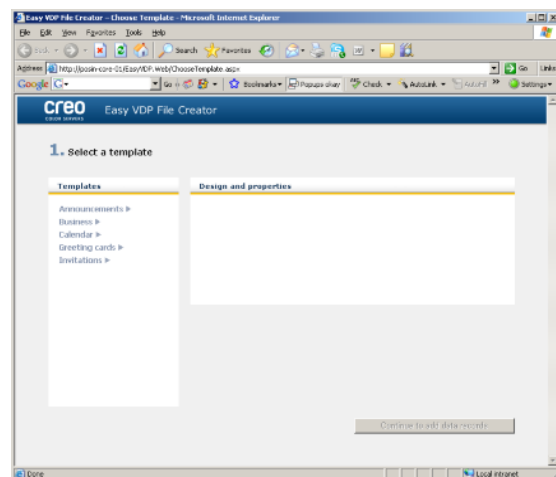 Easy VDP File Creator - Choose Template - Microsoft Internet Explorer
File Edit View Favorites Tools Help
Back Search Favorites
Address http://posin-core-01/EasyVDP.Web/ChooseTemplate.aspx Go Links
Google G Go Bookmarks Popups okay Check AutoLink AutoFill Settings
creo Easy VDP File Creator
COLOR SERVERS
1. Select a template
Templates Design and properties
Announcements
Business
Calendar
Greeting cards
Invitations
Continue to edit data records
Done Local intranet